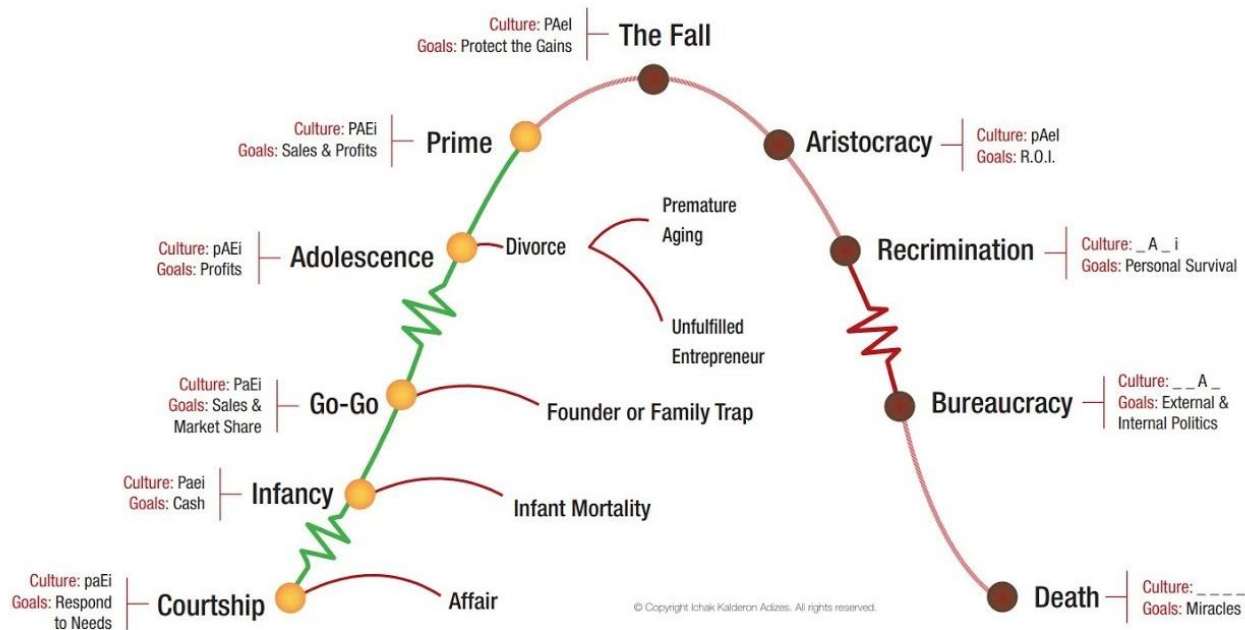 Culture: PAeI
Goals: Protect the Gains
The Fall
Culture: PAEi
Goals: Sales & Profits
Prime
Aristocracy
Culture: pAeI
Goals: R.O.I.
Premature
Aging
Divorce
Culture: pAEi
Goals: Profits
Adolescence
Recrimination
Culture: _ A _ i
Goals: Personal Survival
Unfulfilled
Entrepreneur
Culture: PaEi
Goals: Sales &
Market Share
Go-Go
Founder or Family Trap
Bureaucracy
Culture: _ _ A _
Goals: External &
Internal Politics
Culture: Paei
Goals: Cash
Infancy
Infant Mortality
Culture: paEi
Goals: Respond
to Needs
Courtship
Affair
© Copyright Ichak Kalderon Adizes. All rights reserved.
Death
Culture: _ _ _ _
Goals: Miracles